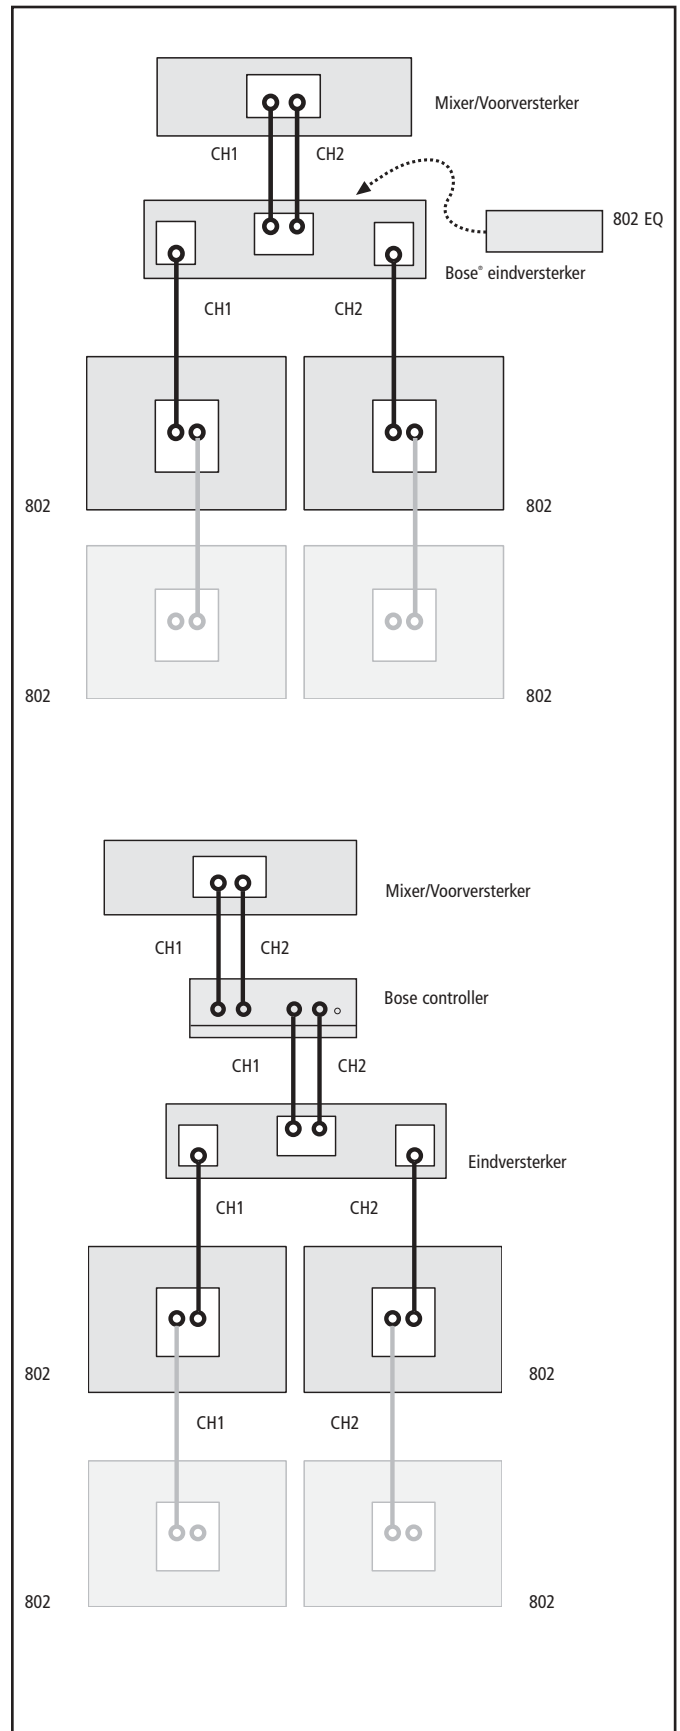 Mixer/Voorversterker
CH1
CH2
802 EQ
Bose® eindversterker
CH1
CH2
802
802
802
802
Mixer/Voorversterker
CH1
CH2
Bose controller
CH1
CH2
Eindversterker
CH1
CH2
802
802
CH1
CH2
802
802